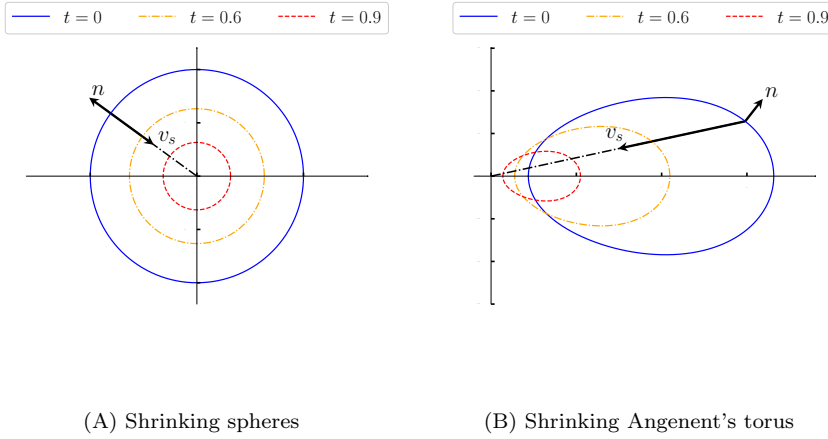 t = 0   t = 0.6   t = 0.9
t = 0   t = 0.6   t = 0.9
n
v_s
n
v_s
(A) Shrinking spheres
(B) Shrinking Angenent's torus